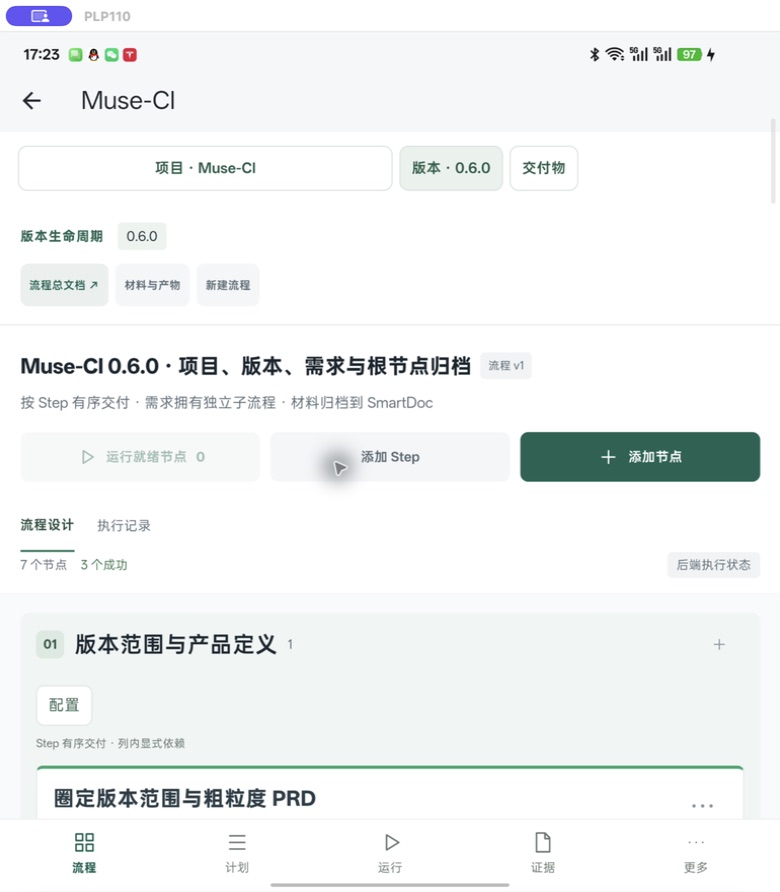 PLP110
17:23
5G 5G 97
Muse-CI
项目 · Muse-CI
版本 · 0.6.0
交付物
版本生命周期
0.6.0
流程总文档 ↗
材料与产物
新建流程
Muse-CI 0.6.0 · 项目、版本、需求与根节点归档
流程 v1
按 Step 有序交付 · 需求拥有独立子流程 · 材料归档到 SmartDoc
运行就绪节点 0
添加 Step
添加节点
流程设计
执行记录
7 个节点 3 个成功
后端执行状态
01 版本范围与产品定义 1
配置
Step 有序交付 · 列内显式依赖
圈定版本范围与粗粒度 PRD
流程
计划
运行
证据
更多